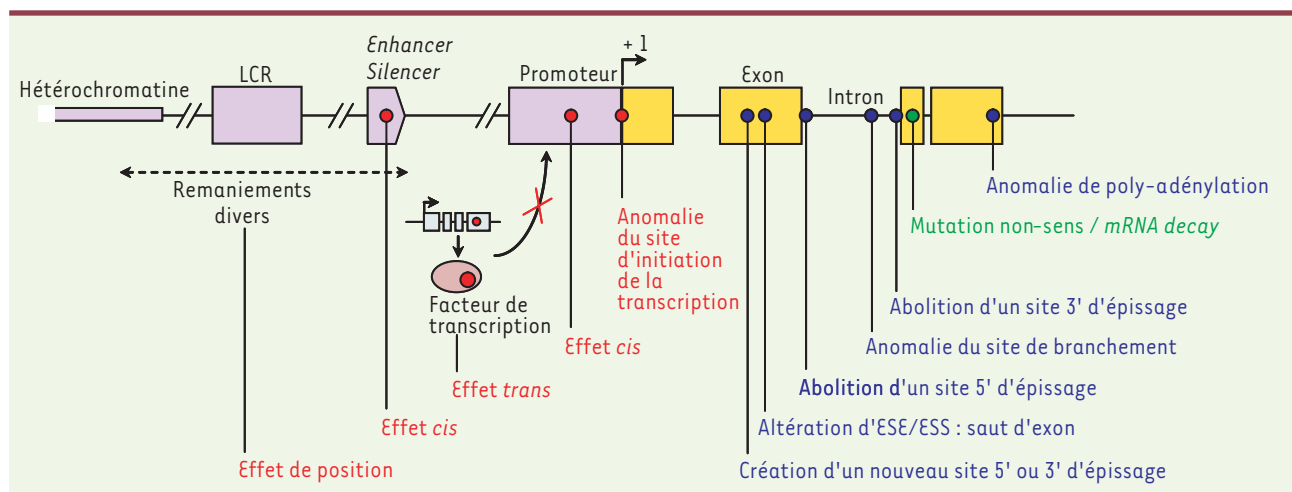 Hétérochromatine
LCR
Enhancer
Silencer
Promoteur
+ 1
Exon
Intron
Remaniements
divers
Facteur de
transcription
Anomalie
du site
d'initiation
de la
transcription
Effet cis
Effet trans
Effet cis
Effet de position
Anomalie de poly-adénylation
Mutation non-sens / mRNA decay
Abolition d'un site 3' d'épissage
Anomalie du site de branchement
Abolition d'un site 5' d'épissage
Altération d'ESE/ESS : saut d'exon
Création d'un nouveau site 5' ou 3' d'épissage